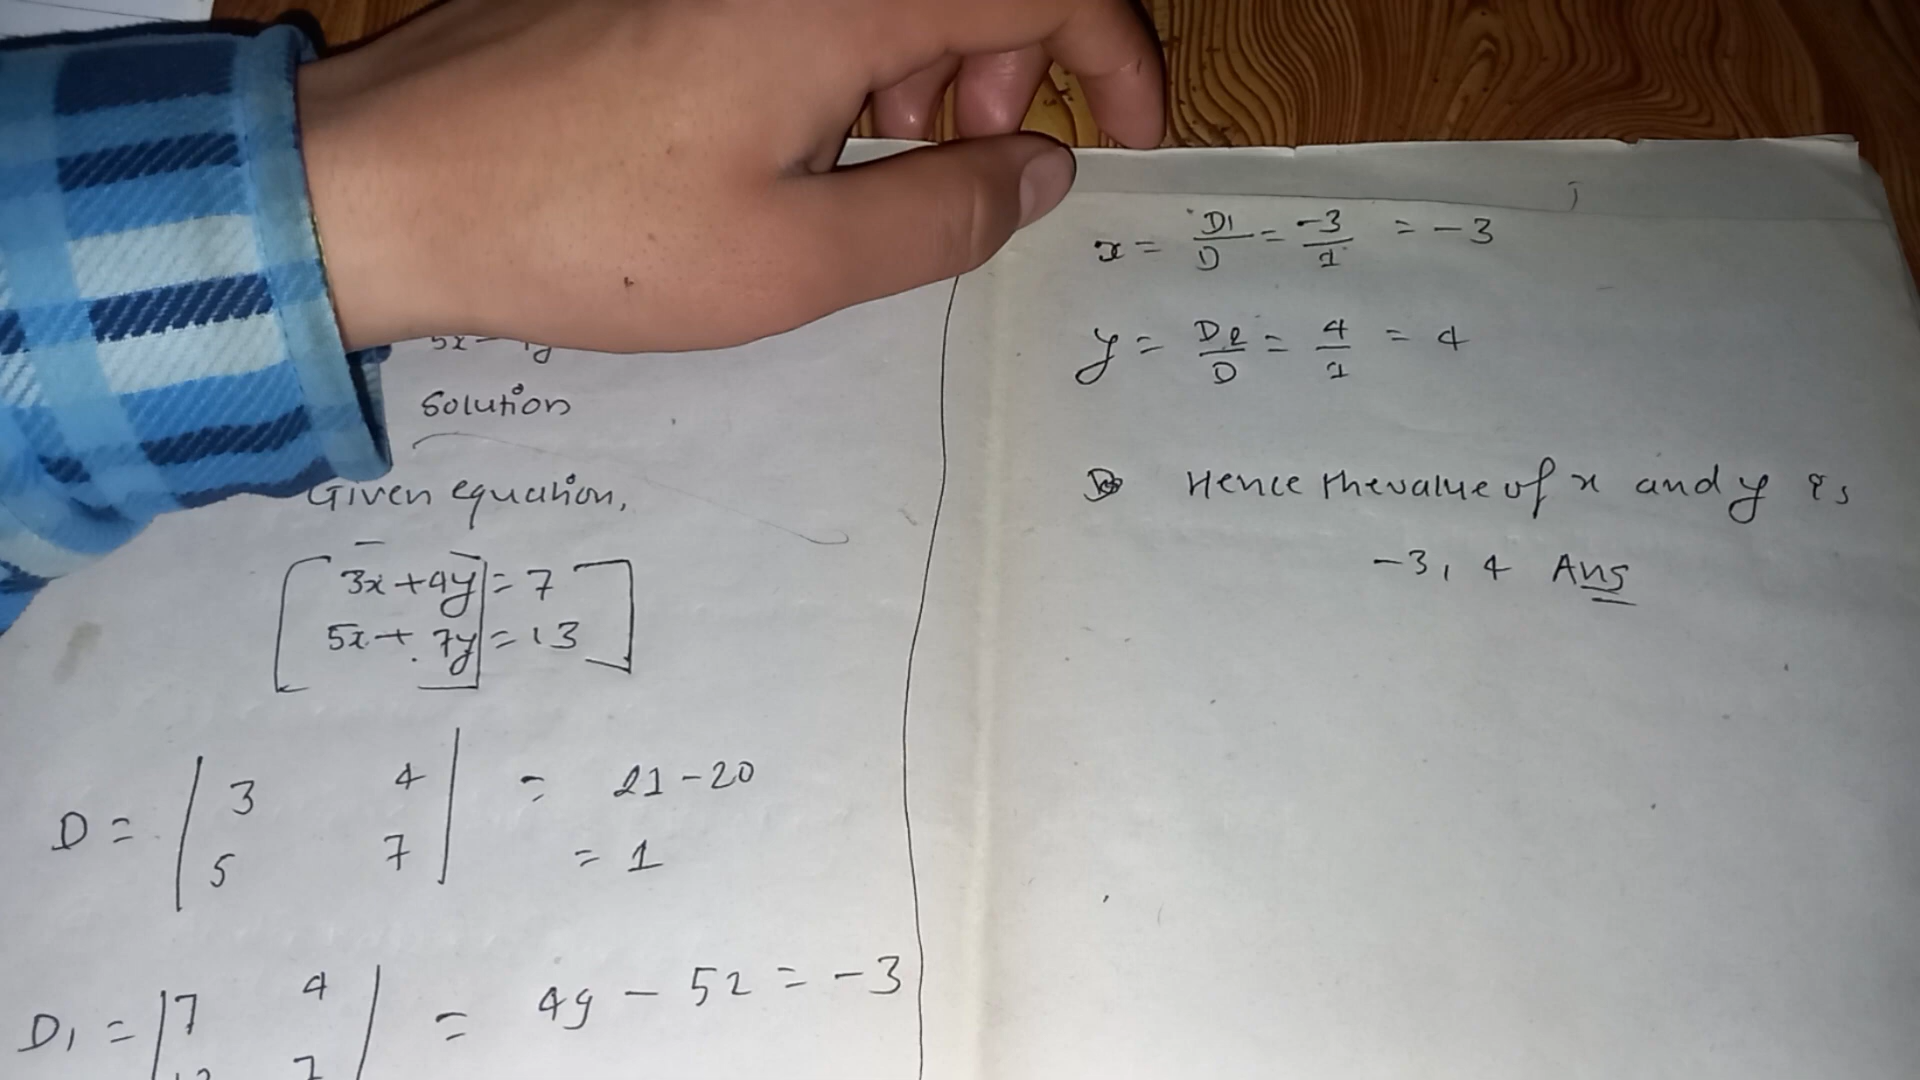 Solution
Given equation,
3x + 4y = 7
5x + 7y = 13
D = | 3 4 | = 21 - 20
| 5 7 | = 1
D1 = | 7 4 | = 49 - 52 = -3
7
x = D1/D = -3/1 = -3
y = D2/D = 4/1 = 4
Hence the value of x and y is
-3, 4 Ans